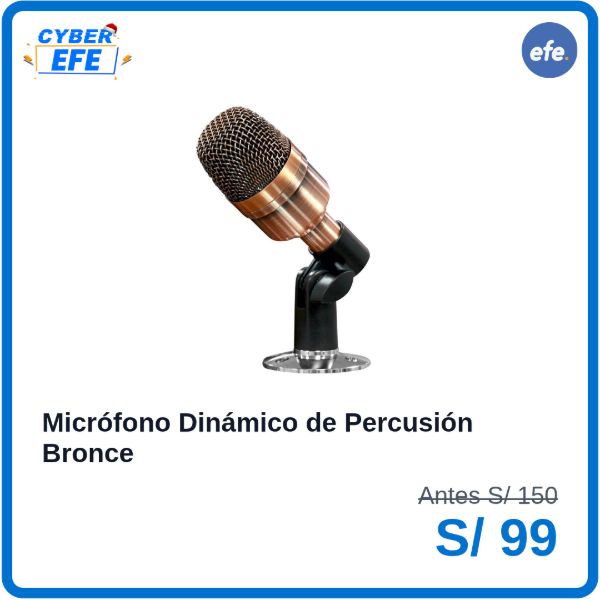 CYBER
EFE
efe.
Micrófono Dinámico de Percusión
Bronce
Antes S/ 150
S/ 99